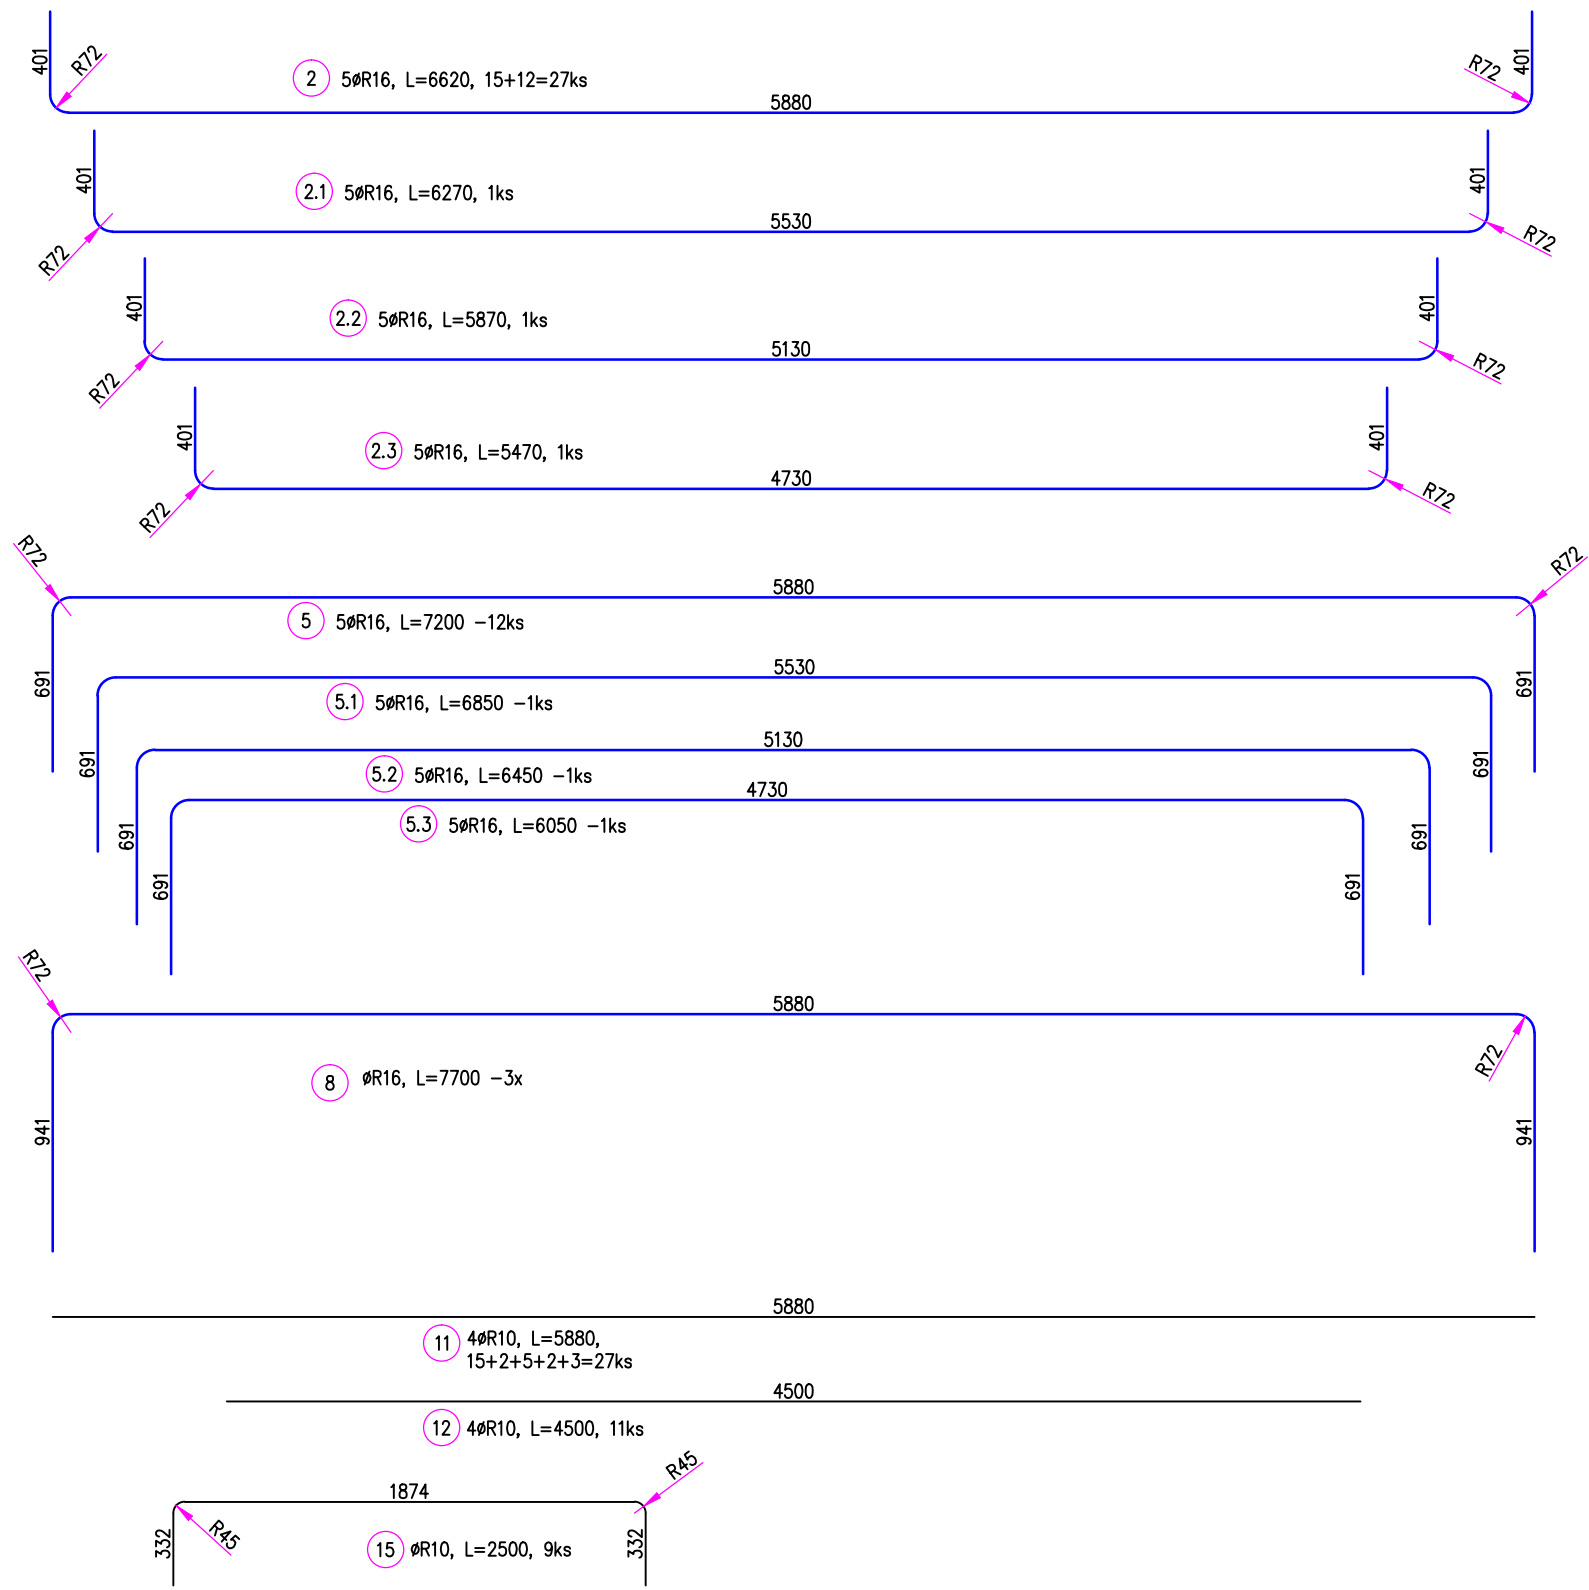 401
R72
2 5øR16, L=6620, 15+12=27ks
5880
R72
401
401
R72
2.1 5øR16, L=6270, 1ks
5530
401
R72
401
R72
2.2 5øR16, L=5870, 1ks
5130
401
R72
401
R72
2.3 5øR16, L=5470, 1ks
4730
401
R72
R72
5880
R72
5 5øR16, L=7200 -12ks
691
691
5530
5.1 5øR16, L=6850 -1ks
691
691
5130
5.2 5øR16, L=6450 -1ks
691
691
4730
5.3 5øR16, L=6050 -1ks
691
691
R72
5880
R72
8 øR16, L=7700 -3x
941
941
5880
11 4øR10, L=5880,
15+2+5+2+3=27ks
4500
12 4øR10, L=4500, 11ks
1874
R45
R45
332
15 øR10, L=2500, 9ks
332